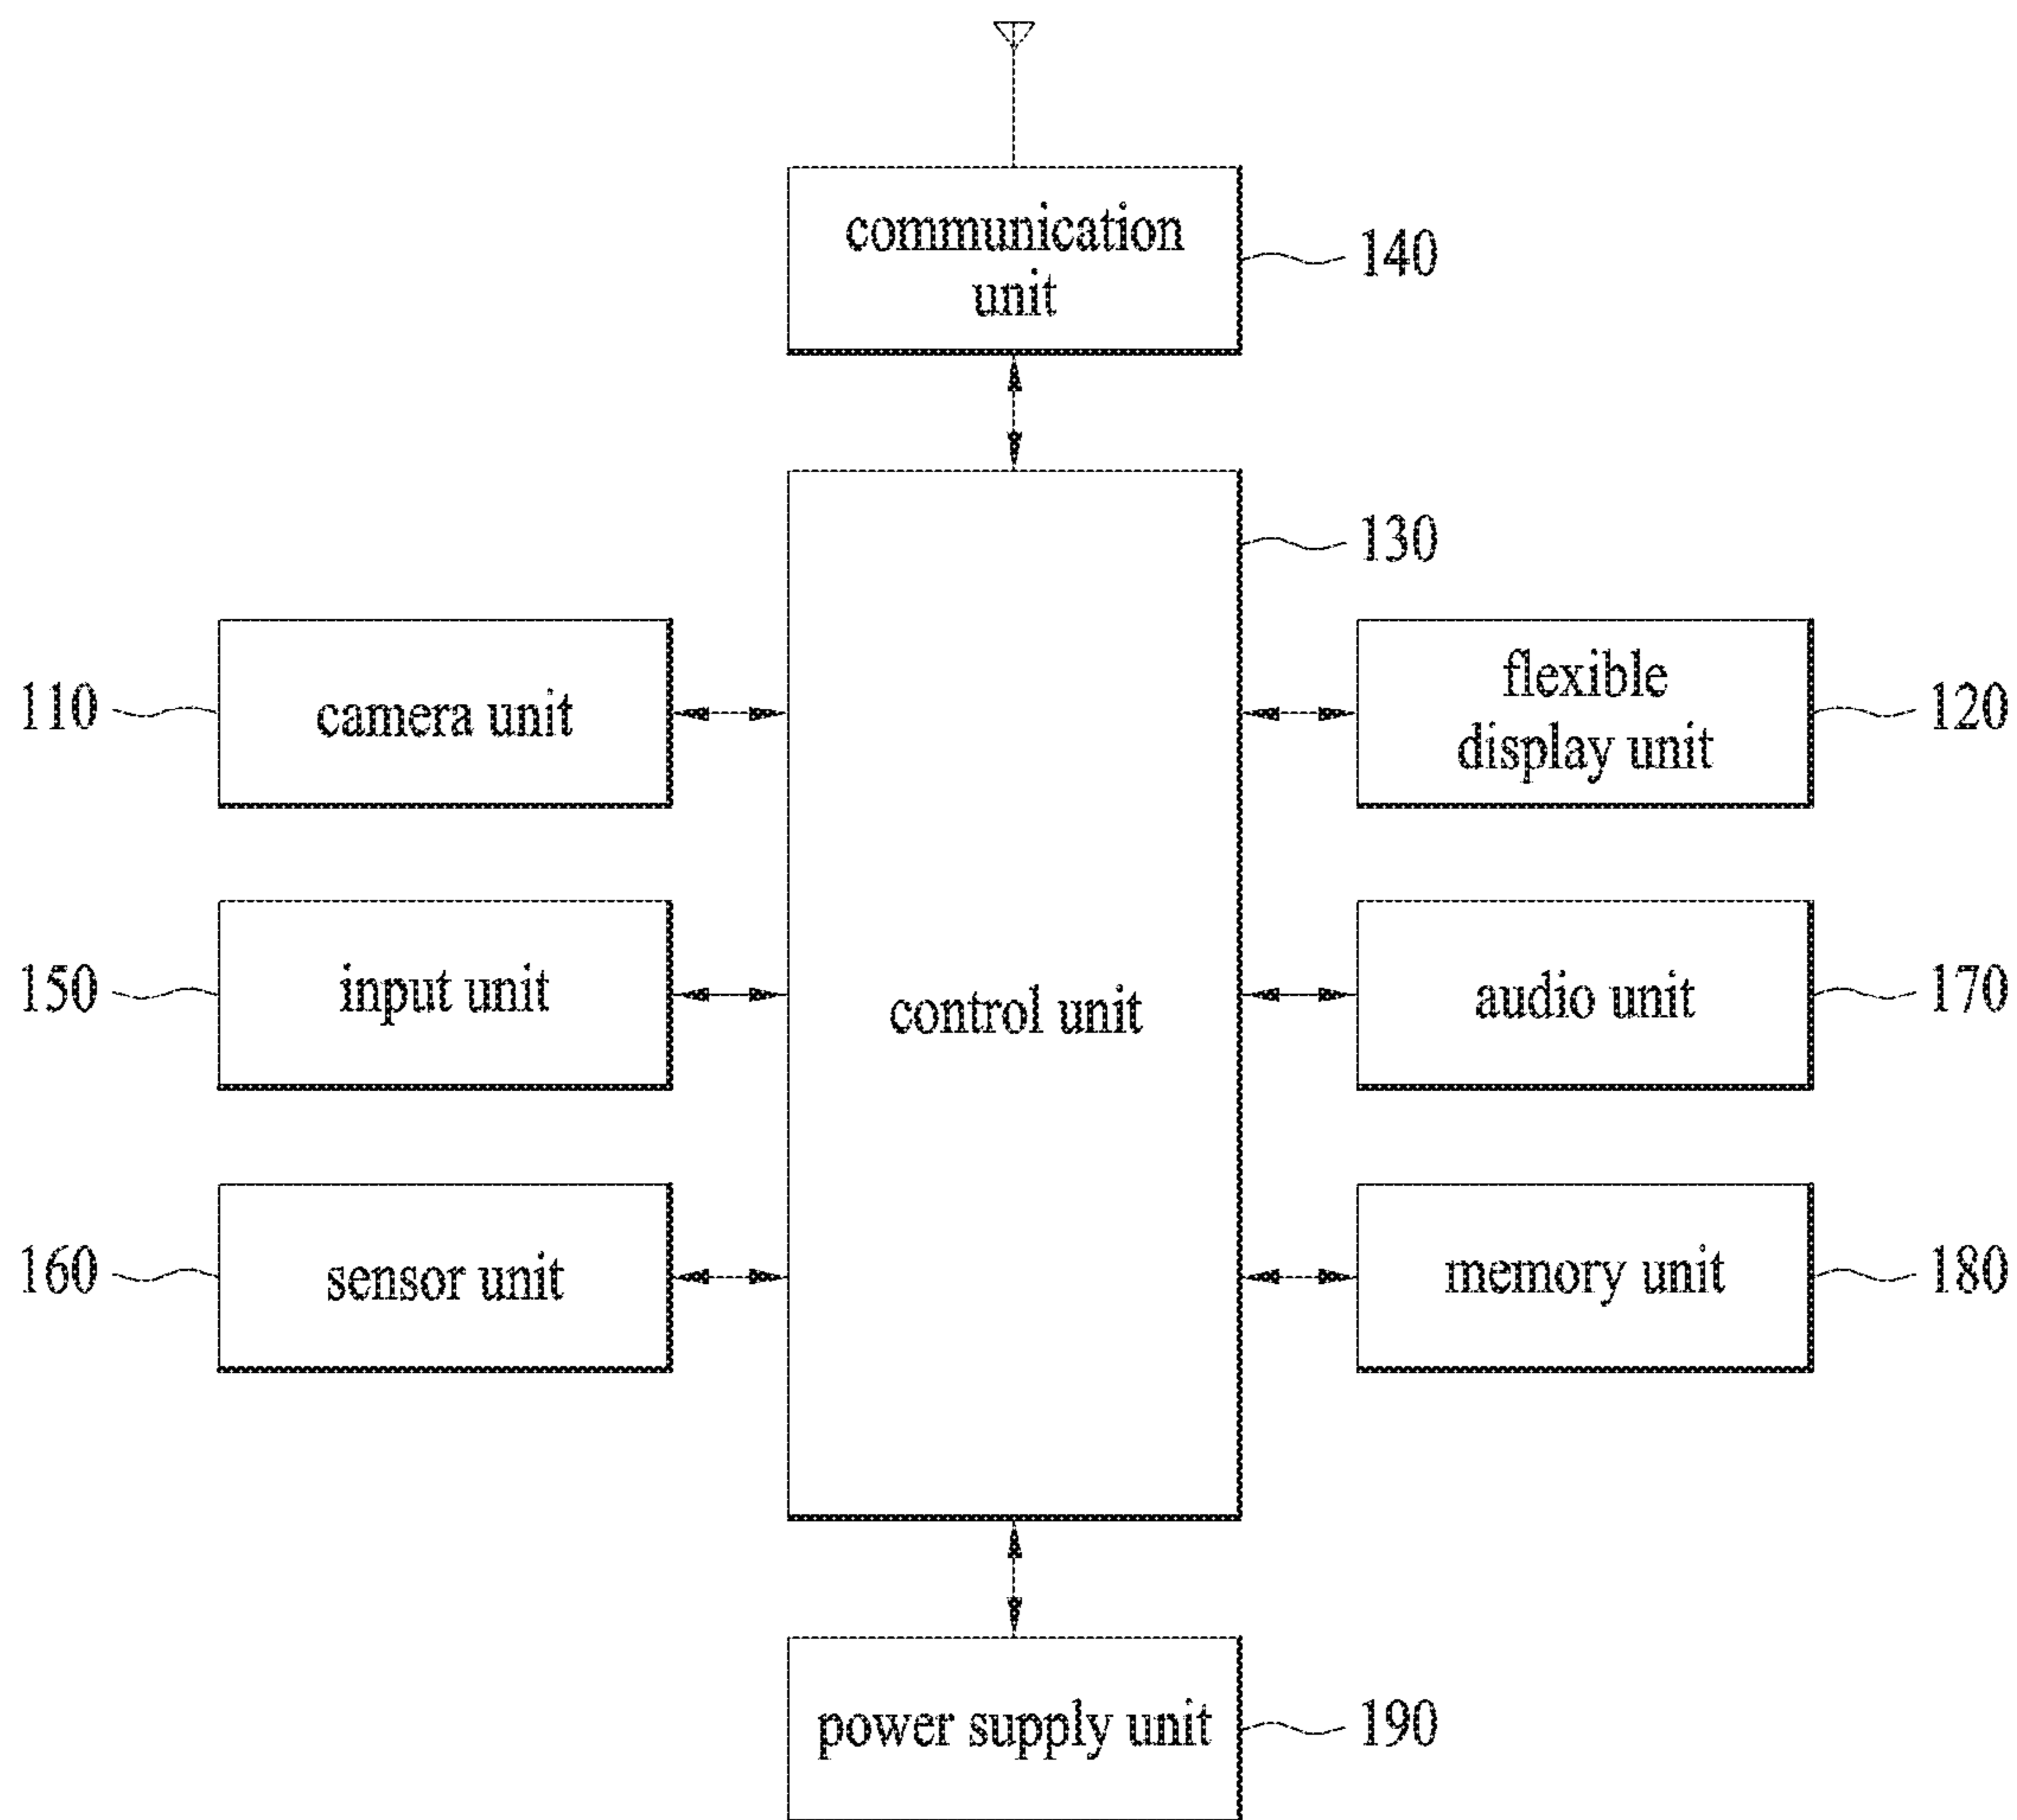 communication
unit
140
130
110
camera unit
flexible
display unit
120
150
input unit
control unit
audio unit
170
160
sensor unit
memory unit
180
power supply unit
190